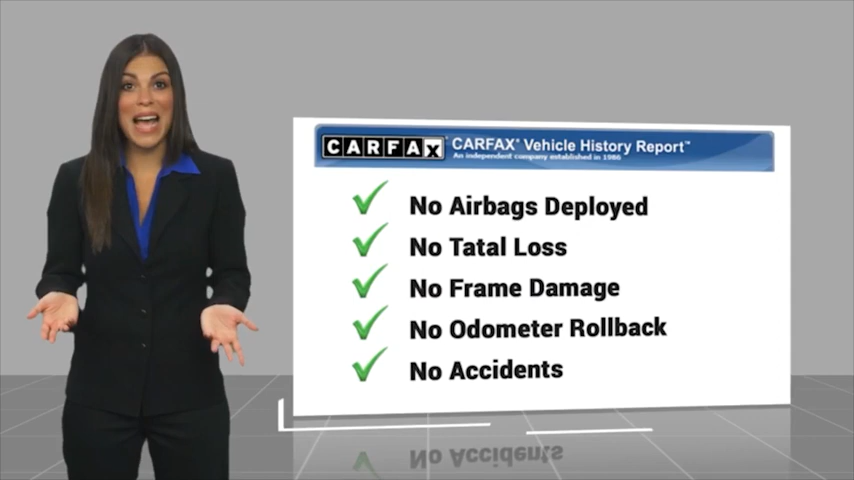 CARFAX CARFAX® Vehicle History Report™
An independent company established in 1986
No Airbags Deployed
No Tatal Loss
No Frame Damage
No Odometer Rollback
No Accidents
No Accidents